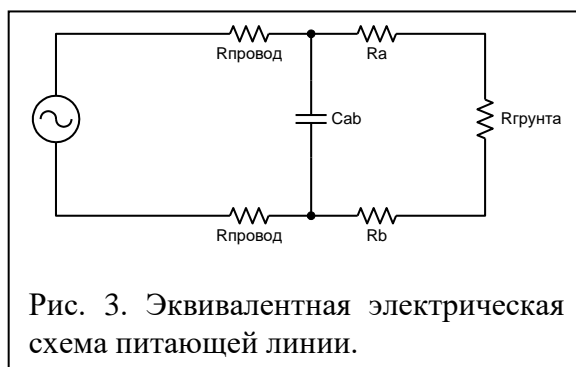 Rпровод
Ra
Cab
Rгрунта
Rпровод
Rb
Рис. 3. Эквивалентная электрическая
схема питающей линии.